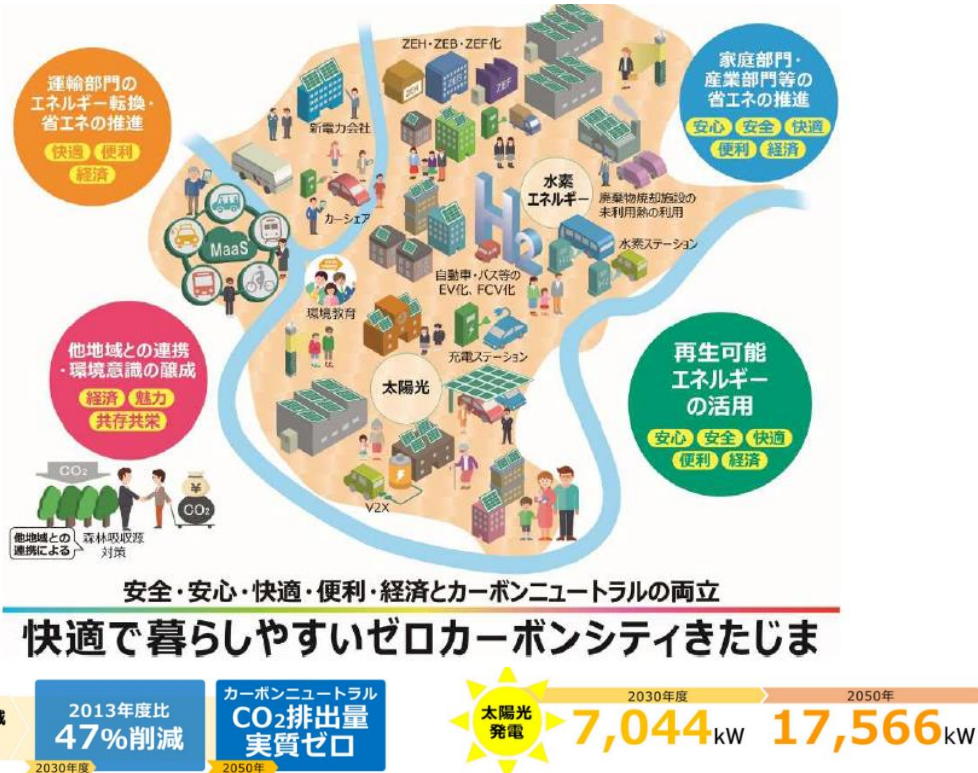 運輸部門の
エネルギー転換・
省エネの推進
快適 便利
経済
ZEH・ZEB・ZEF化
ZEH
ZEB
ZEF
新電力会社
家庭部門・
産業部門等の
省エネの推進
安心 安全 快適
便利 経済
カーシェア
水素
エネルギー
廃棄物焼却施設の
未利用熱の利用
H2
水素ステーション
MaaS
自動車・バス等の
EV化、FCV化
環境教育
充電ステーション
他地域との連携
・環境意識の醸成
経済 魅力
共存共栄
太陽光
再生可能
エネルギー
の活用
安心 安全 快適
便利 経済
V2X
CO2
¥
CO2
他地域との
連携による
森林吸収源
対策
安全・安心・快適・便利・経済とカーボンニュートラルの両立
快適で暮らしやすいゼロカーボンシティきたじま
2013年度比
47%削減
2030年度
カーボンニュートラル
CO2排出量
実質ゼロ
2050年
太陽光
発電
2030年度
7,044kW
2050年
17,566kW